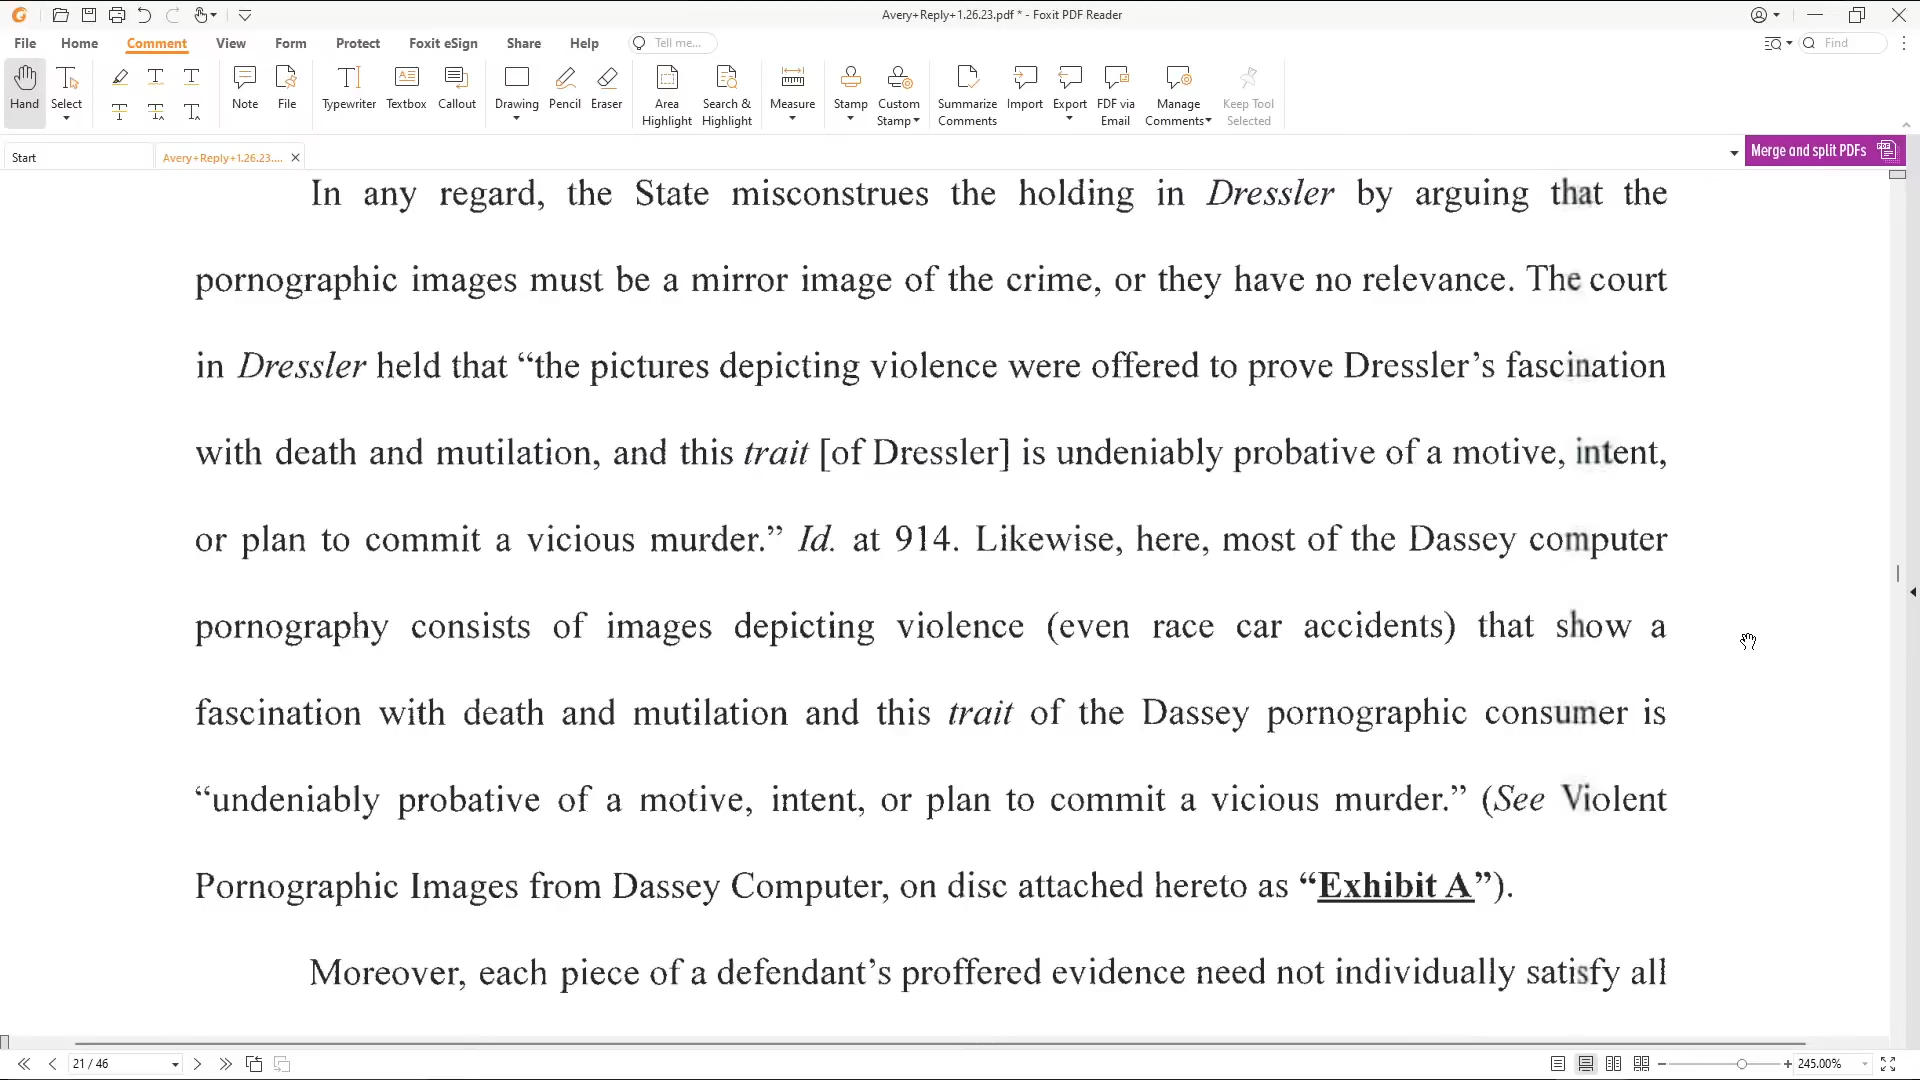 Avery+Reply+1.26.23.pdf * - Foxit PDF Reader
File Home Comment View Form Protect Foxit eSign Share Help Tell me... Find
Hand Select Note File Typewriter Textbox Callout Drawing Pencil Eraser Area Highlight Search & Highlight Measure Stamp Custom Stamp Summarize Comments Import Export FDF via Email Manage Comments Keep Tool Selected
Start Avery+Reply+1.26.23.... Merge and split PDFs
In any regard, the State misconstrues the holding in Dressler by arguing that the
pornographic images must be a mirror image of the crime, or they have no relevance. The court
in Dressler held that “the pictures depicting violence were offered to prove Dressler’s fascination
with death and mutilation, and this trait [of Dressler] is undeniably probative of a motive, intent,
or plan to commit a vicious murder.” Id. at 914. Likewise, here, most of the Dassey computer
pornography consists of images depicting violence (even race car accidents) that show a
fascination with death and mutilation and this trait of the Dassey pornographic consumer is
“undeniably probative of a motive, intent, or plan to commit a vicious murder.” (See Violent
Pornographic Images from Dassey Computer, on disc attached hereto as “Exhibit A”).
Moreover, each piece of a defendant’s proffered evidence need not individually satisfy all
21 / 46 245.00%